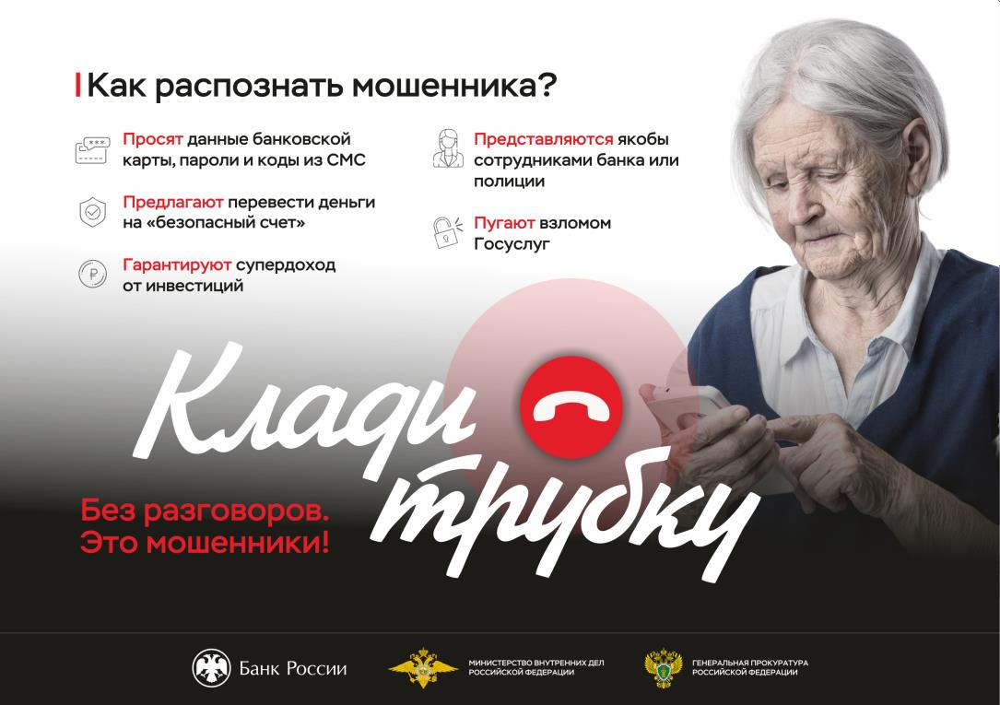 Как распознать мошенника?
Просят данные банковской
карты, пароли и коды из СМС
Предлагают перевести деньги
на «безопасный счет»
Гарантируют супердоход
от инвестиций
Представляются якобы
сотрудниками банка или
полиции
Пугают взломом
Госуслуг
Клади
трубку
Без разговоров.
Это мошенники!
Банк России
МИНИСТЕРСТВО ВНУТРЕННИХ ДЕЛ
РОССИЙСКОЙ ФЕДЕРАЦИИ
ГЕНЕРАЛЬНАЯ ПРОКУРАТУРА
РОССИЙСКОЙ ФЕДЕРАЦИИ